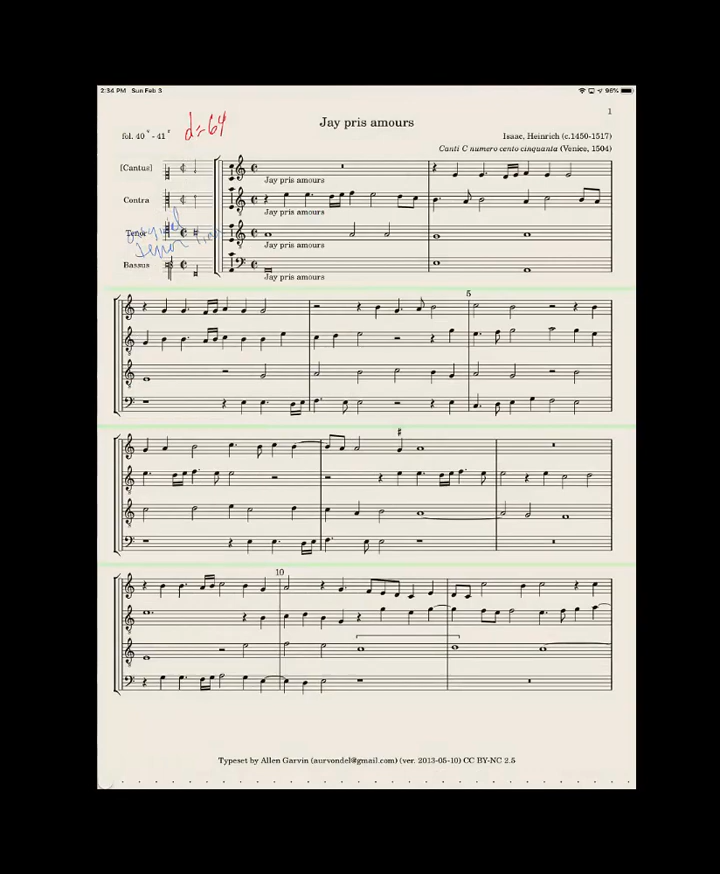 2:34 PM Sun Feb 3
96%
1
Jay pris amours
d=64
fol. 40ᵛ - 41ʳ
Isaac, Heinrich (c.1450-1517)
Canti C numero cento cinquanta (Venice, 1504)
[Cantus]
Jay pris amours
Contra
Jay pris amours
Tenor
original
Tenor line
Jay pris amours
Bassus
Jay pris amours
5
10
Typeset by Allen Garvin (aurvondel@gmail.com) (ver. 2013-05-10) CC BY-NC 2.5